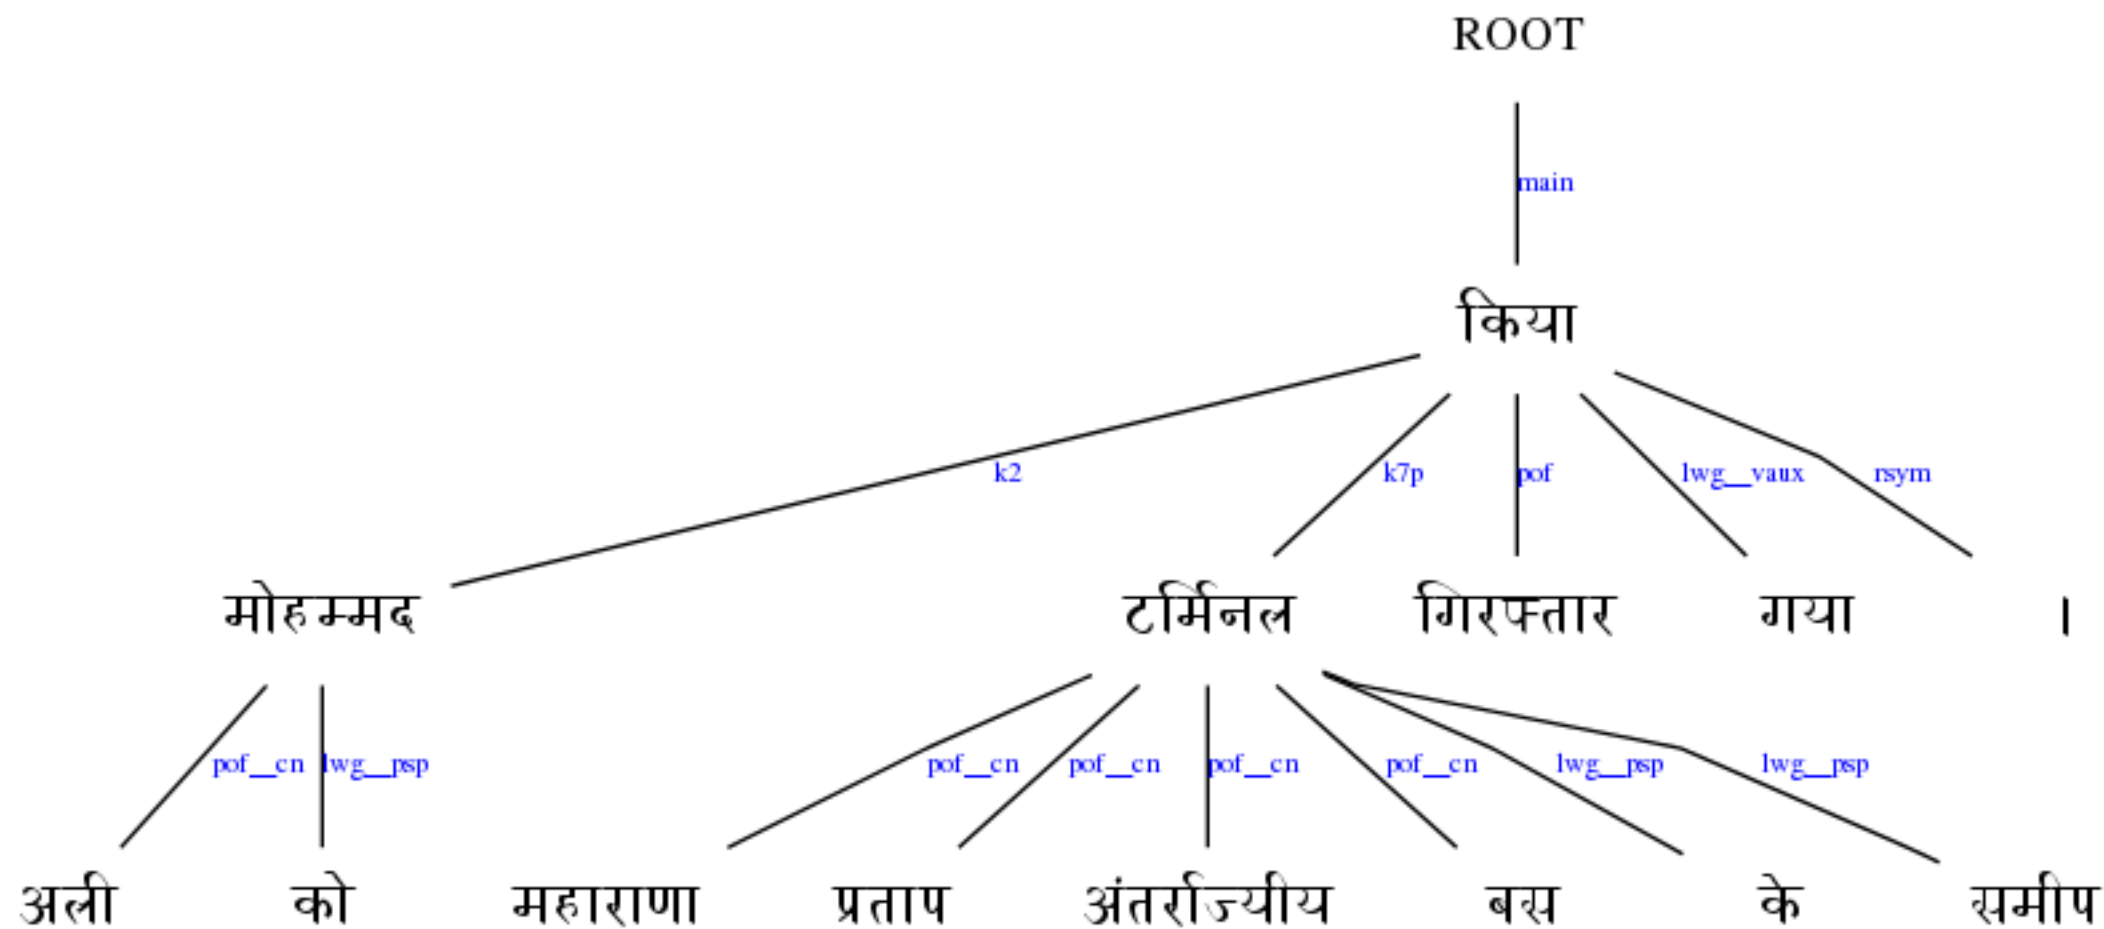 ROOT
main
किया
k2 k7p pof lwg__vaux rsym
मोहम्मद टर्मिनल गिरफ्तार गया ।
pof__cn lwg__psp pof__cn pof__cn pof__cn pof__cn lwg__psp lwg__psp
अली को महाराणा प्रताप अंतर्राज्यीय बस के समीप